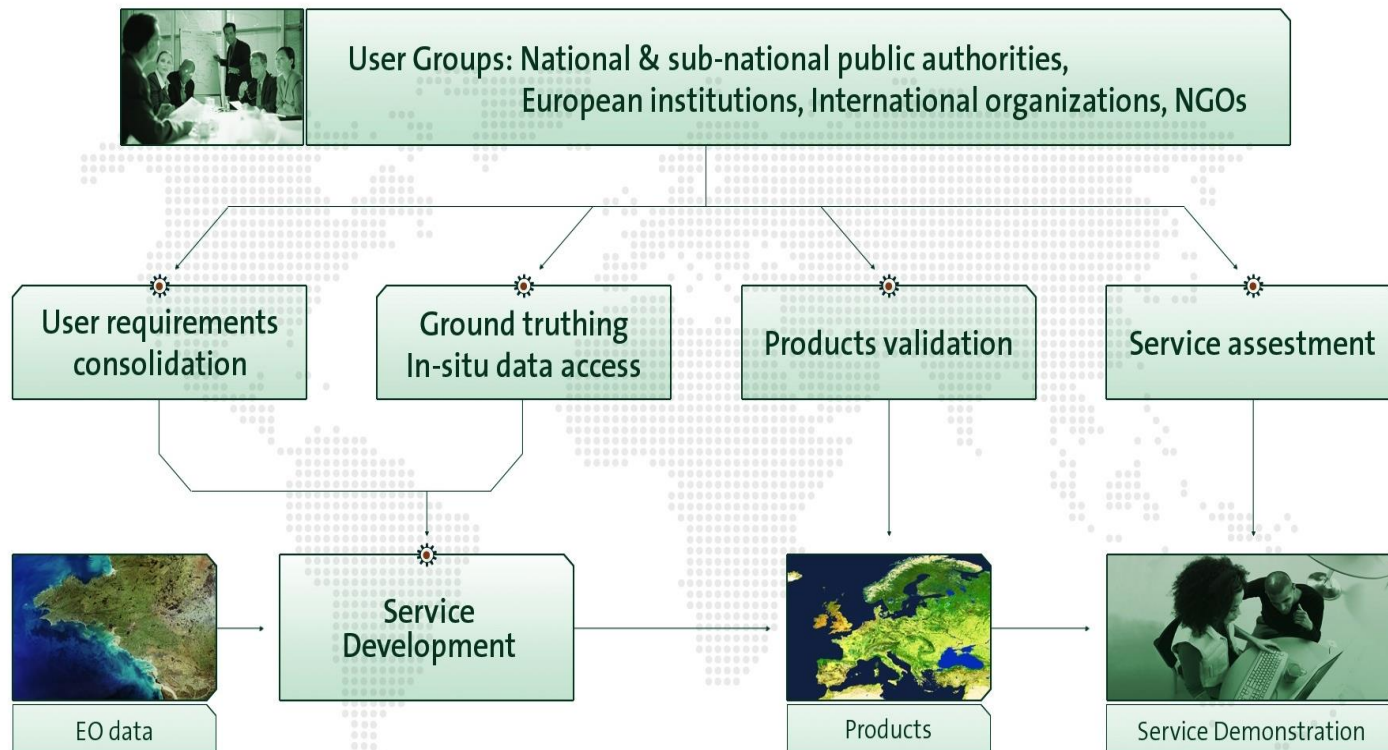 User Groups: National & sub-national public authorities,
European institutions, International organizations, NGOs
User requirements
consolidation
Ground truthing
In-situ data access
Products validation
Service assestment
Service
Development
EO data
Products
Service Demonstration